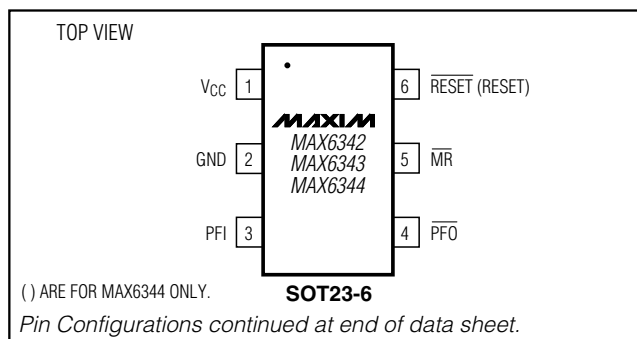 TOP VIEW
VCC 1
6 RESET (RESET)
MAXIM
MAX6342
MAX6343
MAX6344
GND 2
5 MR
PFI 3
4 PFO
( ) ARE FOR MAX6344 ONLY.
SOT23-6
Pin Configurations continued at end of data sheet.